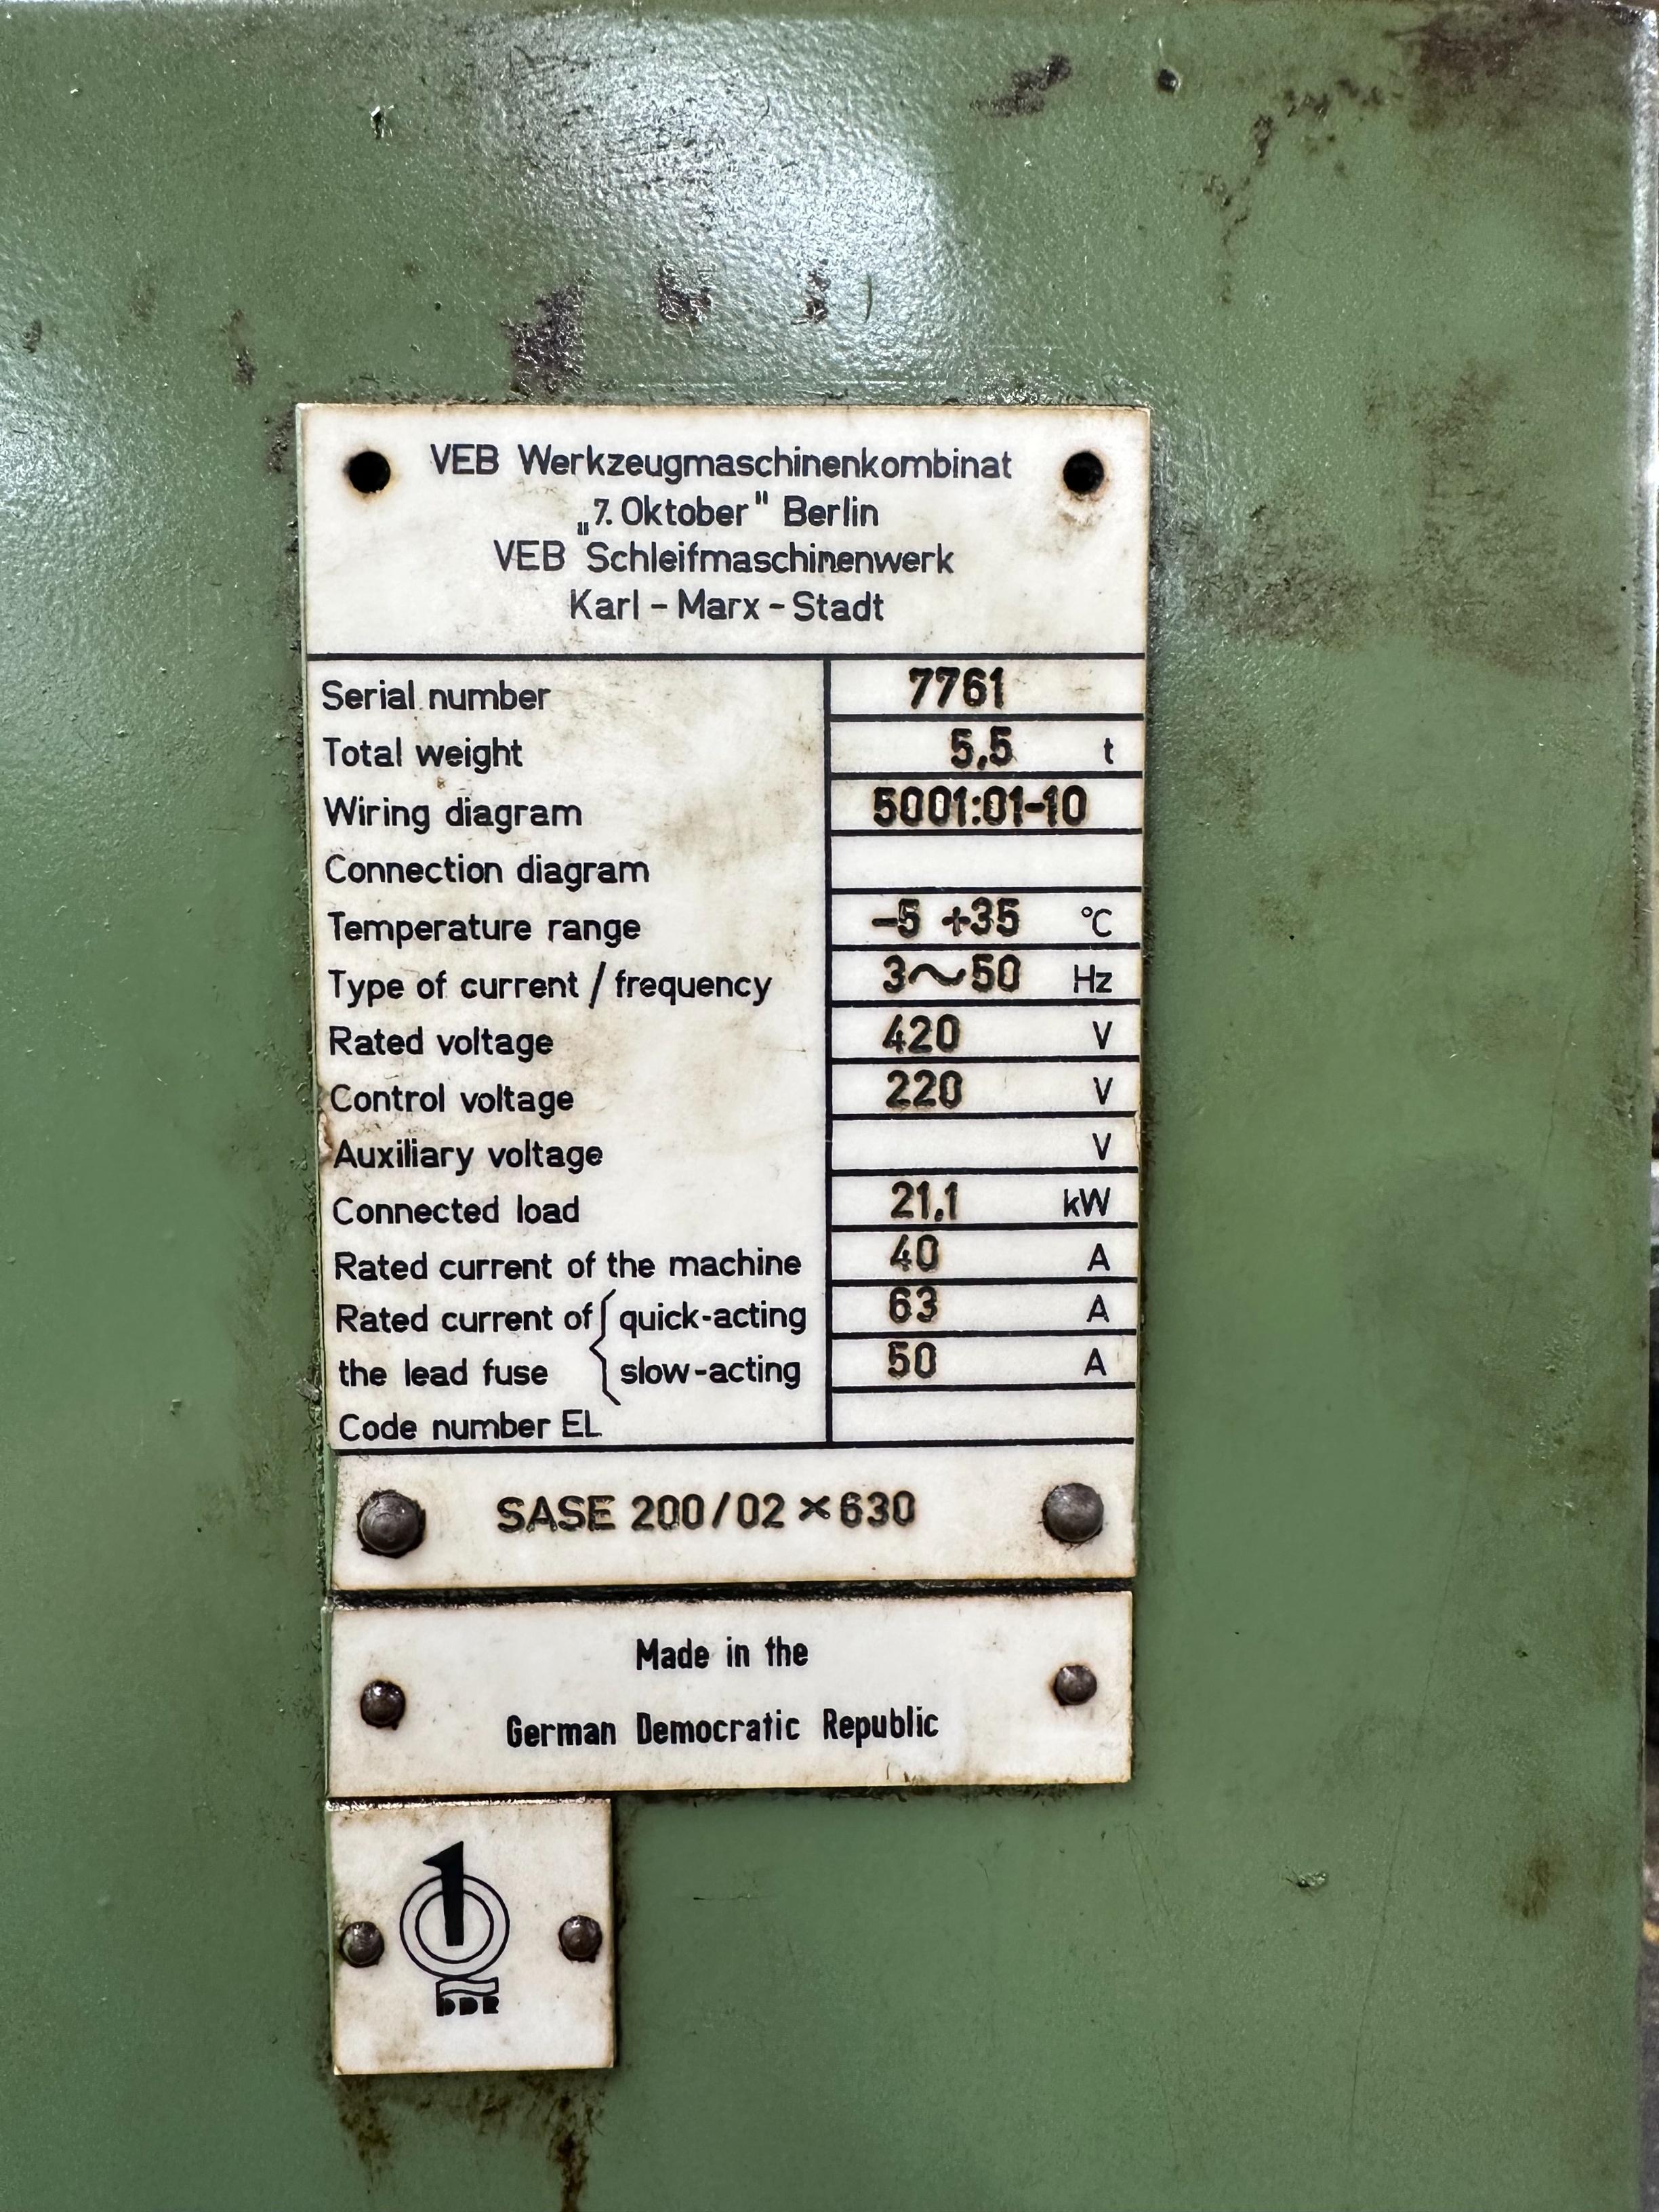 VEB Werkzeugmaschinenkombinat
„7. Oktober" Berlin
VEB Schleifmaschinenwerk
Karl - Marx - Stadt
Serial number 7761
Total weight 5,5 t
Wiring diagram 5001:01-10
Connection diagram
Temperature range -5 +35 °C
Type of current / frequency 3~50 Hz
Rated voltage 420 V
Control voltage 220 V
Auxiliary voltage V
Connected load 21,1 kW
Rated current of the machine 40 A
Rated current of { quick-acting 63 A
the lead fuse slow-acting 50 A
Code number EL
SASE 200/02 × 630
Made in the
German Democratic Republic
1
DDR